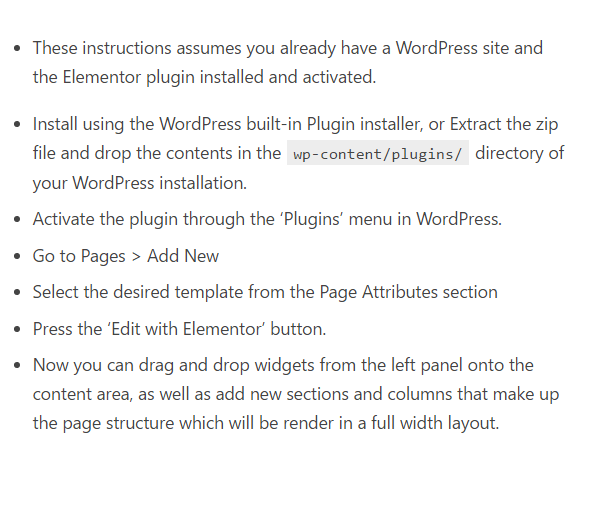 These instructions assumes you already have a WordPress site and
the Elementor plugin installed and activated.
Install using the WordPress built-in Plugin installer, or Extract the zip
file and drop the contents in the wp-content/plugins/ directory of
your WordPress installation.
Activate the plugin through the ‘Plugins’ menu in WordPress.
Go to Pages > Add New
Select the desired template from the Page Attributes section
Press the ‘Edit with Elementor’ button.
Now you can drag and drop widgets from the left panel onto the
content area, as well as add new sections and columns that make up
the page structure which will be render in a full width layout.